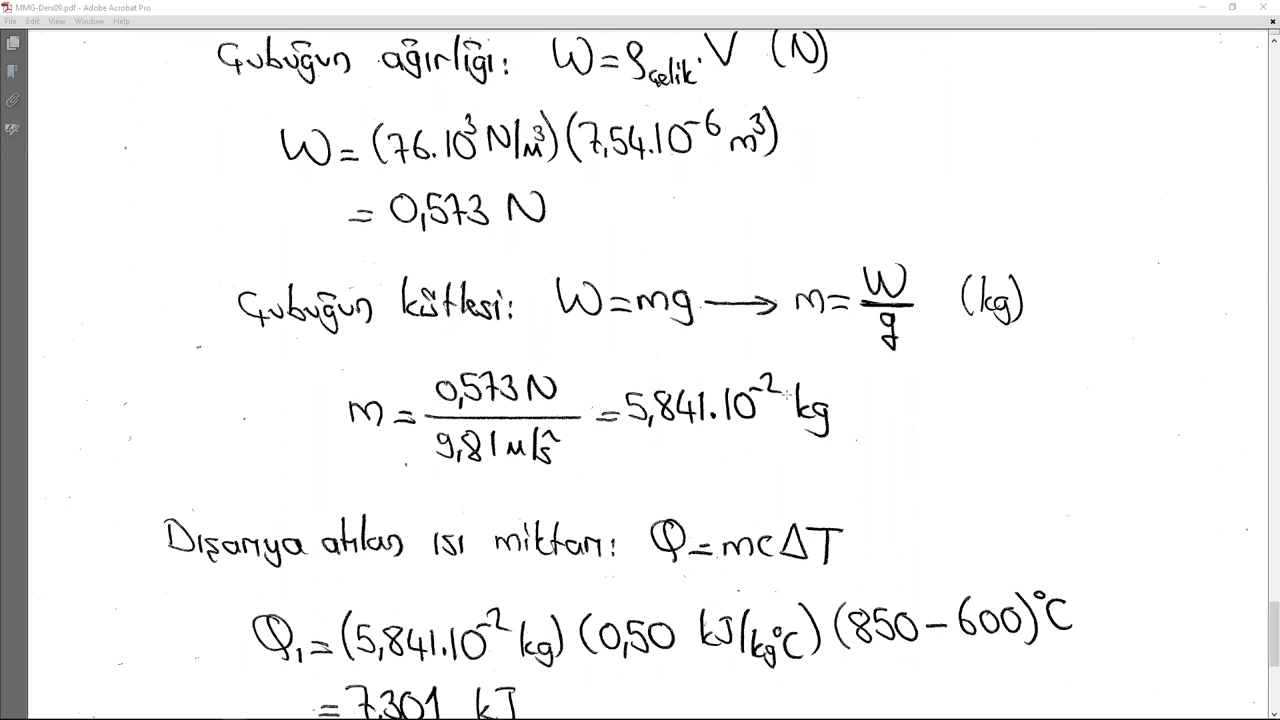 MMG-Ders09.pdf - Adobe Acrobat Pro
File Edit View Window Help
Çubuğun ağırlığı: W = ρçelik . V (N)
W = (76.10³ N/m³)(7,54.10⁻⁶ m³)
= 0,573 N
Çubuğun kütlesi: W = mg → m = W/g (kg)
m = 0,573 N / 9,81 m/s² = 5,841.10⁻² kg
Dışarıya atılan ısı miktarı: Q = mcΔT
Q₁ = (5,841.10⁻² kg) (0,50 kJ/kg°C) (850 – 600)°C
= 7,301 kJ